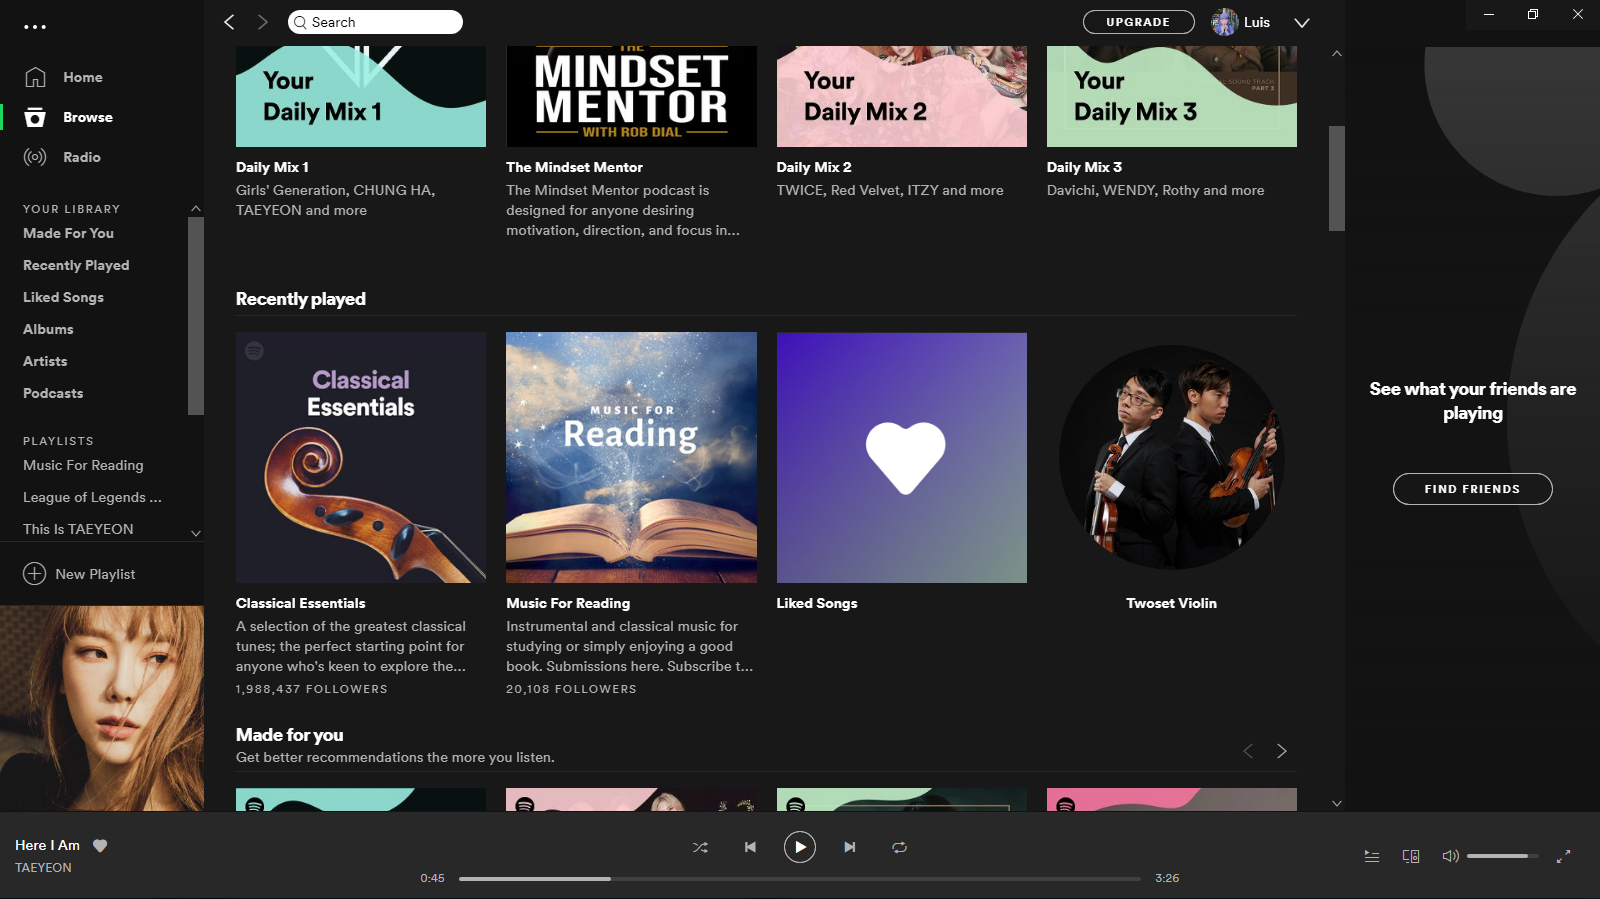 Search
UPGRADE
Luis
Home
Browse
Radio
YOUR LIBRARY
Made For You
Recently Played
Liked Songs
Albums
Artists
Podcasts
PLAYLISTS
Music For Reading
League of Legends ...
This Is TAEYEON
New Playlist
Your
Daily Mix 1
THE
MINDSET
MENTOR
WITH ROB DIAL
Your
Daily Mix 2
Your
Daily Mix 3
SOUND TRACK
PART 3
Daily Mix 1
Girls' Generation, CHUNG HA,
TAEYEON and more
The Mindset Mentor
The Mindset Mentor podcast is
designed for anyone desiring
motivation, direction, and focus in...
Daily Mix 2
TWICE, Red Velvet, ITZY and more
Daily Mix 3
Davichi, WENDY, Rothy and more
Recently played
Classical
Essentials
MUSIC FOR
Reading
Classical Essentials
A selection of the greatest classical
tunes; the perfect starting point for
anyone who's keen to explore the...
1,988,437 FOLLOWERS
Music For Reading
Instrumental and classical music for
studying or simply enjoying a good
book. Submissions here. Subscribe t...
20,108 FOLLOWERS
Liked Songs
Twoset Violin
Made for you
Get better recommendations the more you listen.
See what your friends are
playing
FIND FRIENDS
Here I Am
TAEYEON
0:45
3:26